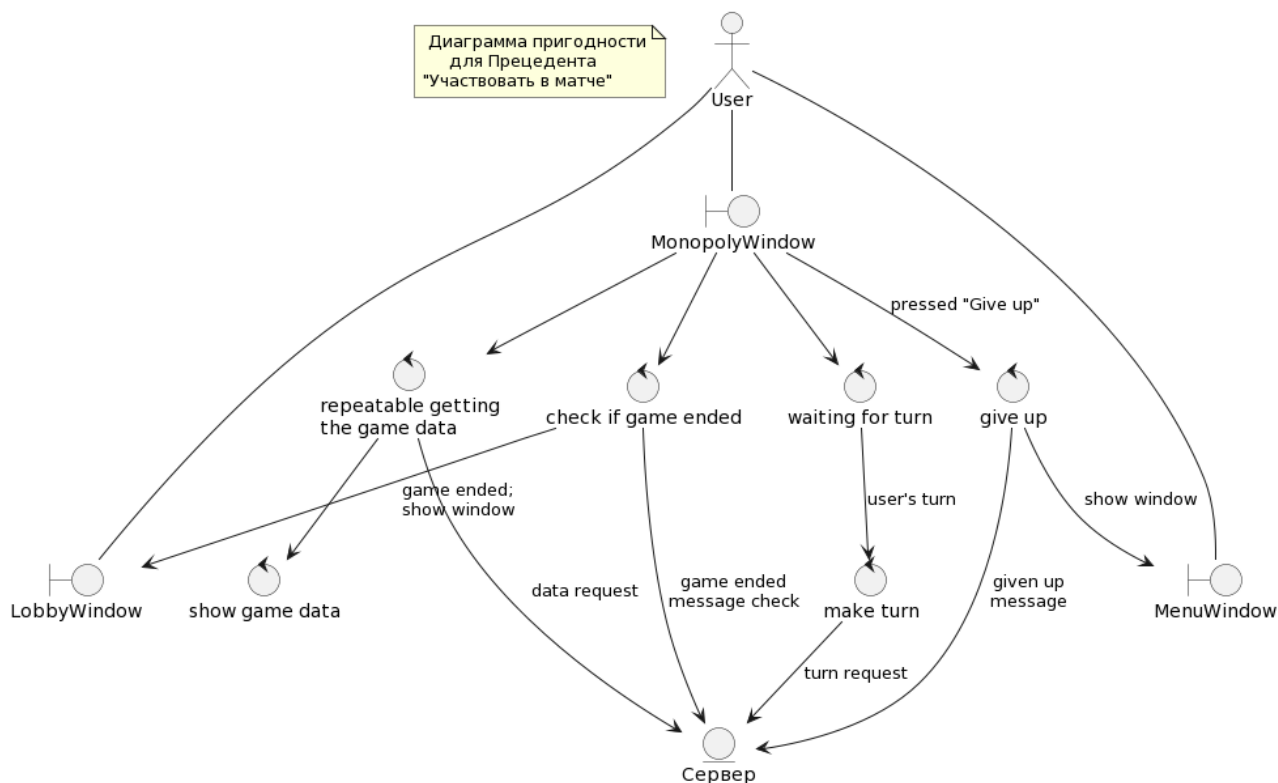 Диаграмма пригодности
для Прецедента
"Участвовать в матче"
User
MonopolyWindow
pressed "Give up"
repeatable getting
the game data
check if game ended
waiting for turn
give up
game ended;
show window
user's turn
show window
LobbyWindow
show game data
data request
game ended
message check
make turn
given up
message
MenuWindow
turn request
Сервер